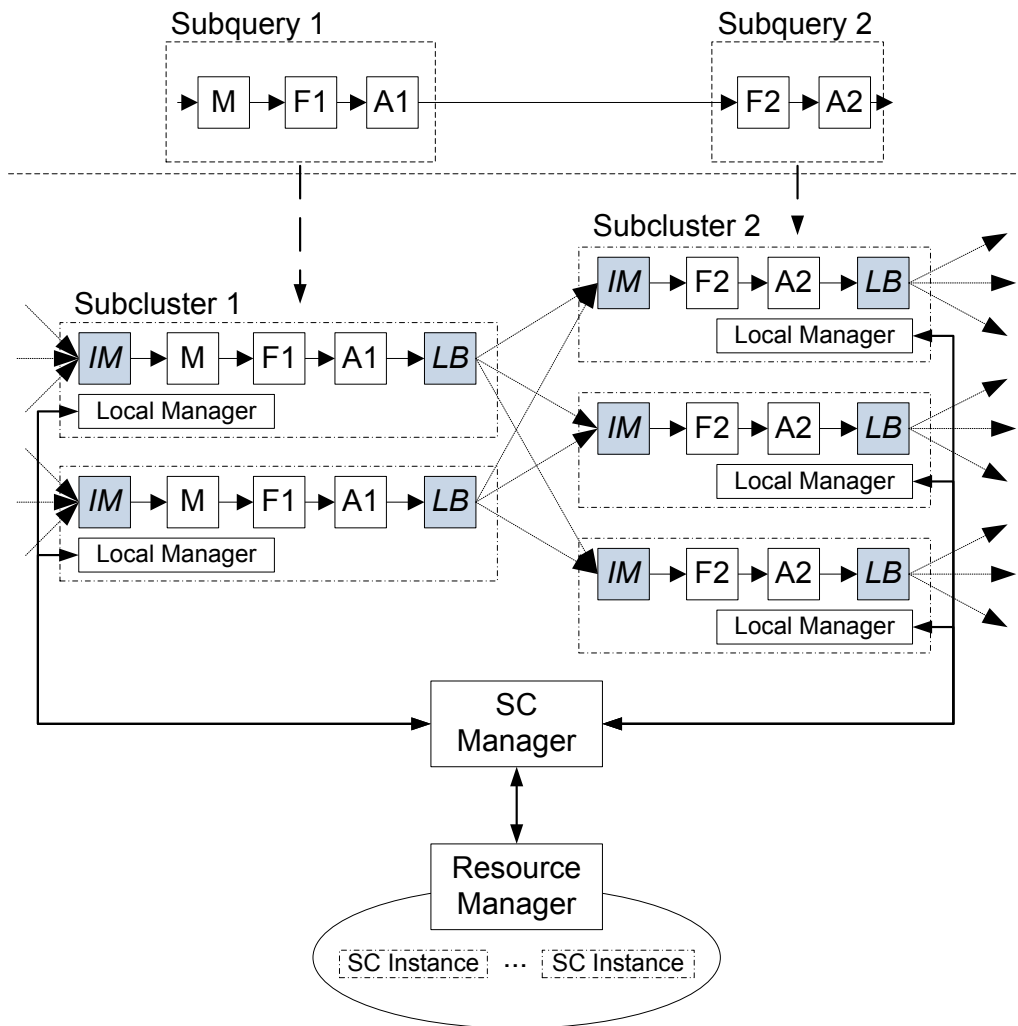 Subquery 1
Subquery 2
M
F1
A1
F2
A2
Subcluster 2
IM
F2
A2
LB
Local Manager
Subcluster 1
IM
M
F1
A1
LB
Local Manager
IM
F2
A2
LB
Local Manager
IM
M
F1
A1
LB
Local Manager
IM
F2
A2
LB
Local Manager
SC
Manager
Resource
Manager
SC Instance ... SC Instance